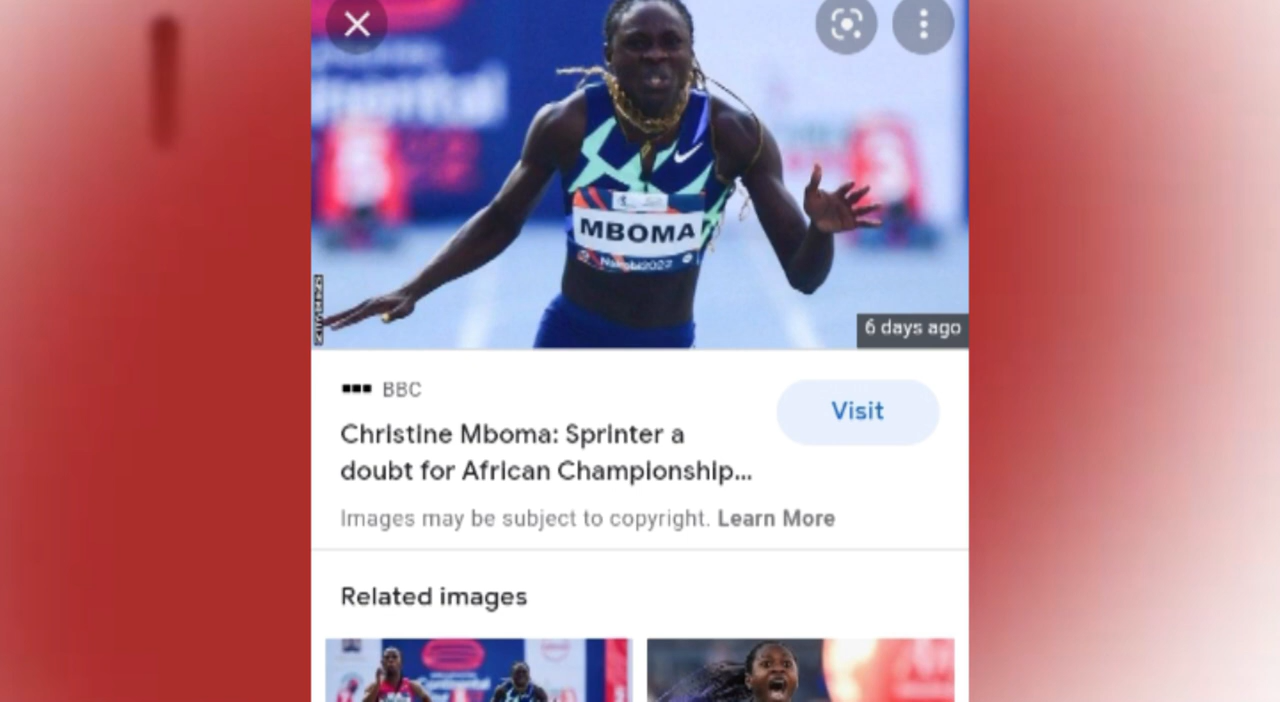 nental
MBOMA
Nairobi2022
6 days ago
BBC
Visit
Christine Mboma: Sprinter a
doubt for African Championship...
Images may be subject to copyright. Learn More
Related images